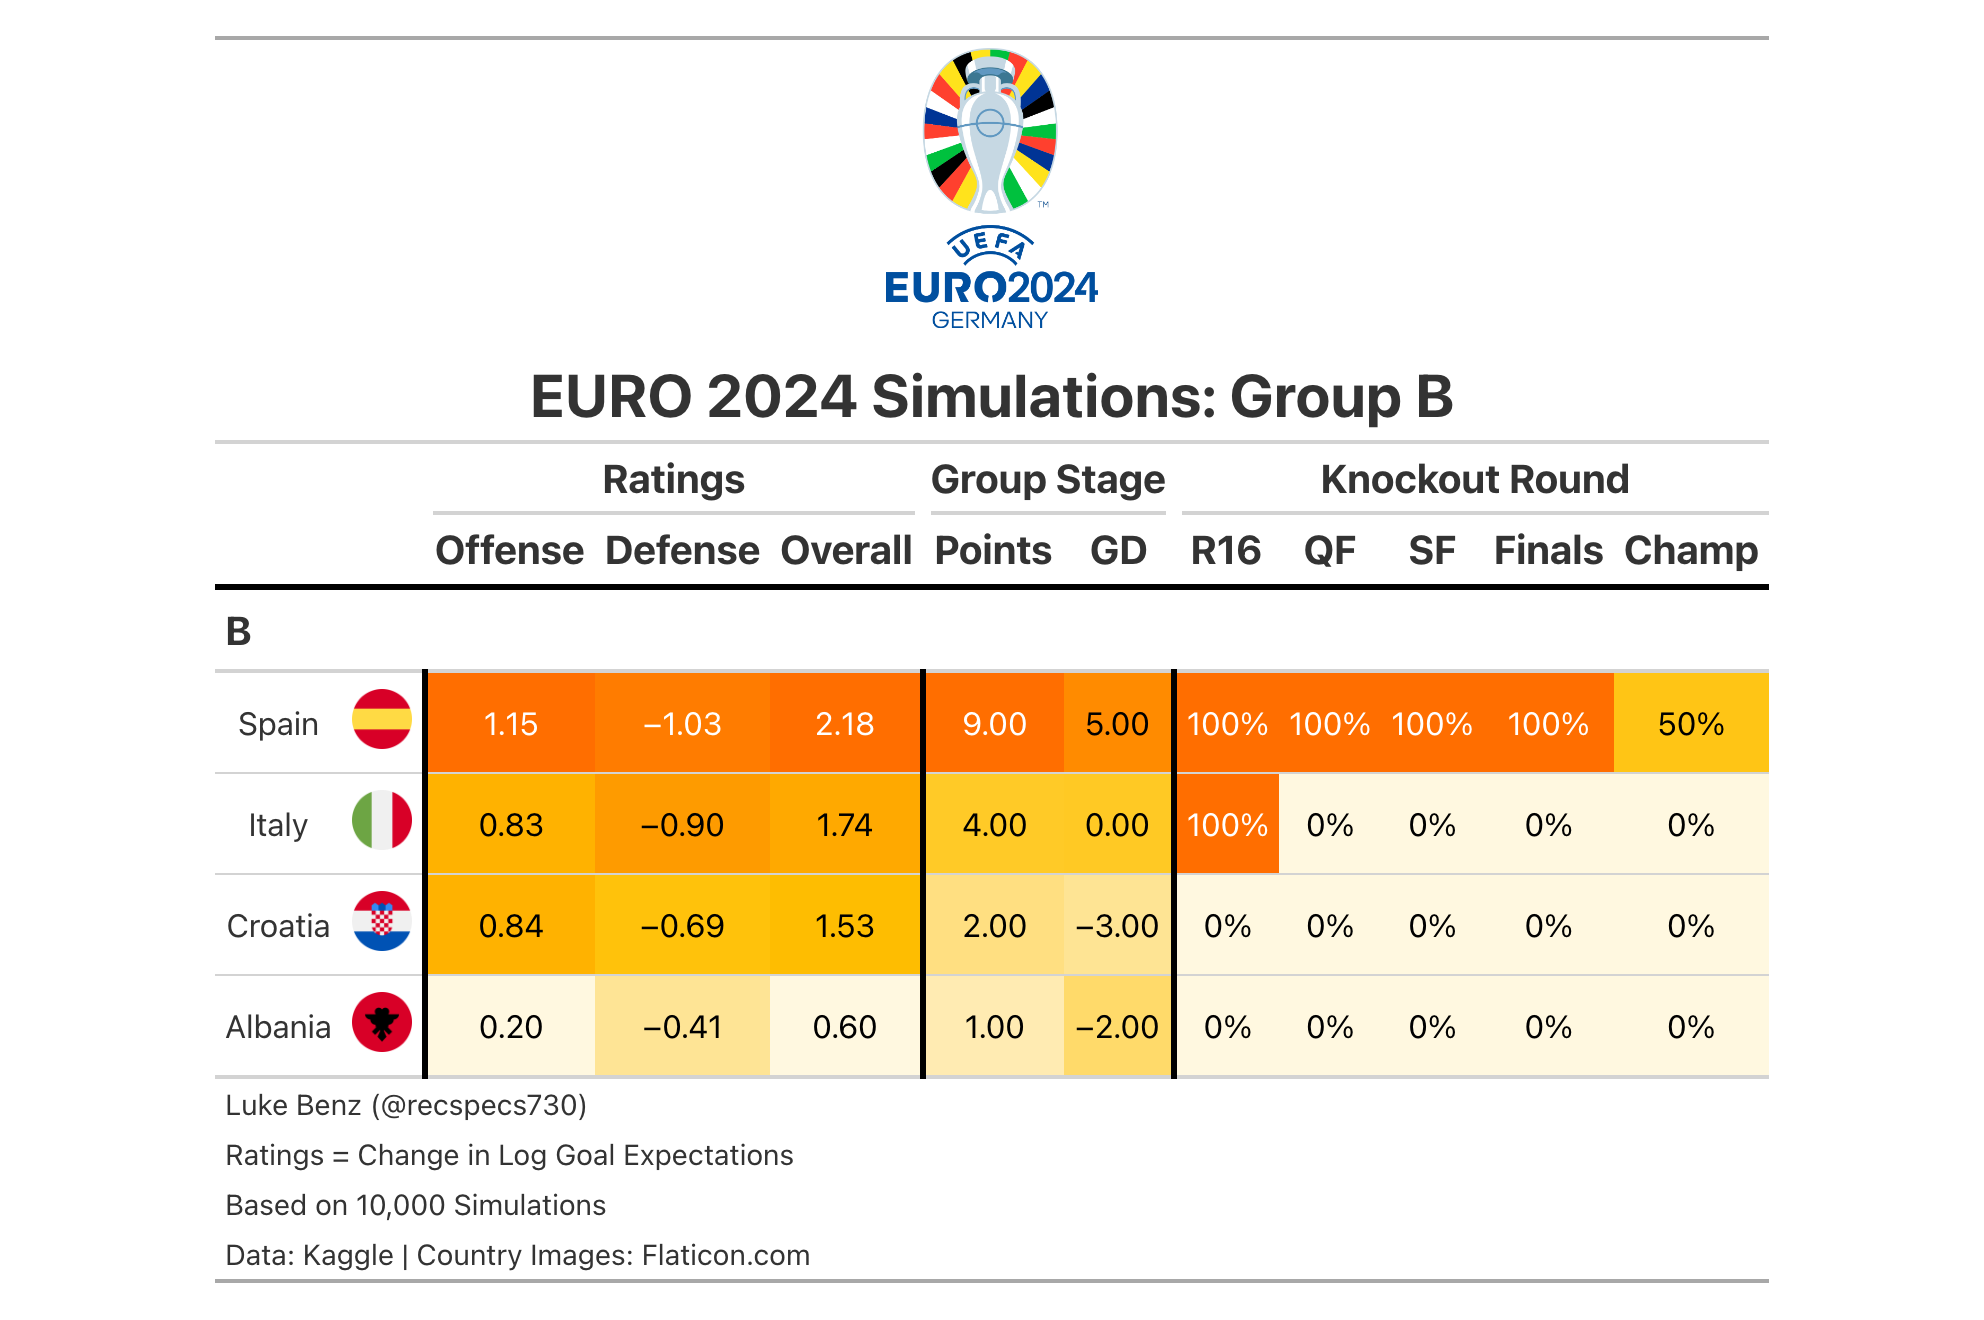 TM
UEFA
EURO2024
GERMANY
EURO 2024 Simulations: Group B
Ratings Group Stage Knockout Round
Offense Defense Overall Points GD R16 QF SF Finals Champ
B
Spain 1.15 −1.03 2.18 9.00 5.00 100% 100% 100% 100% 50%
Italy 0.83 −0.90 1.74 4.00 0.00 100% 0% 0% 0% 0%
Croatia 0.84 −0.69 1.53 2.00 −3.00 0% 0% 0% 0% 0%
Albania 0.20 −0.41 0.60 1.00 −2.00 0% 0% 0% 0% 0%
Luke Benz (@recspecs730)
Ratings = Change in Log Goal Expectations
Based on 10,000 Simulations
Data: Kaggle | Country Images: Flaticon.com